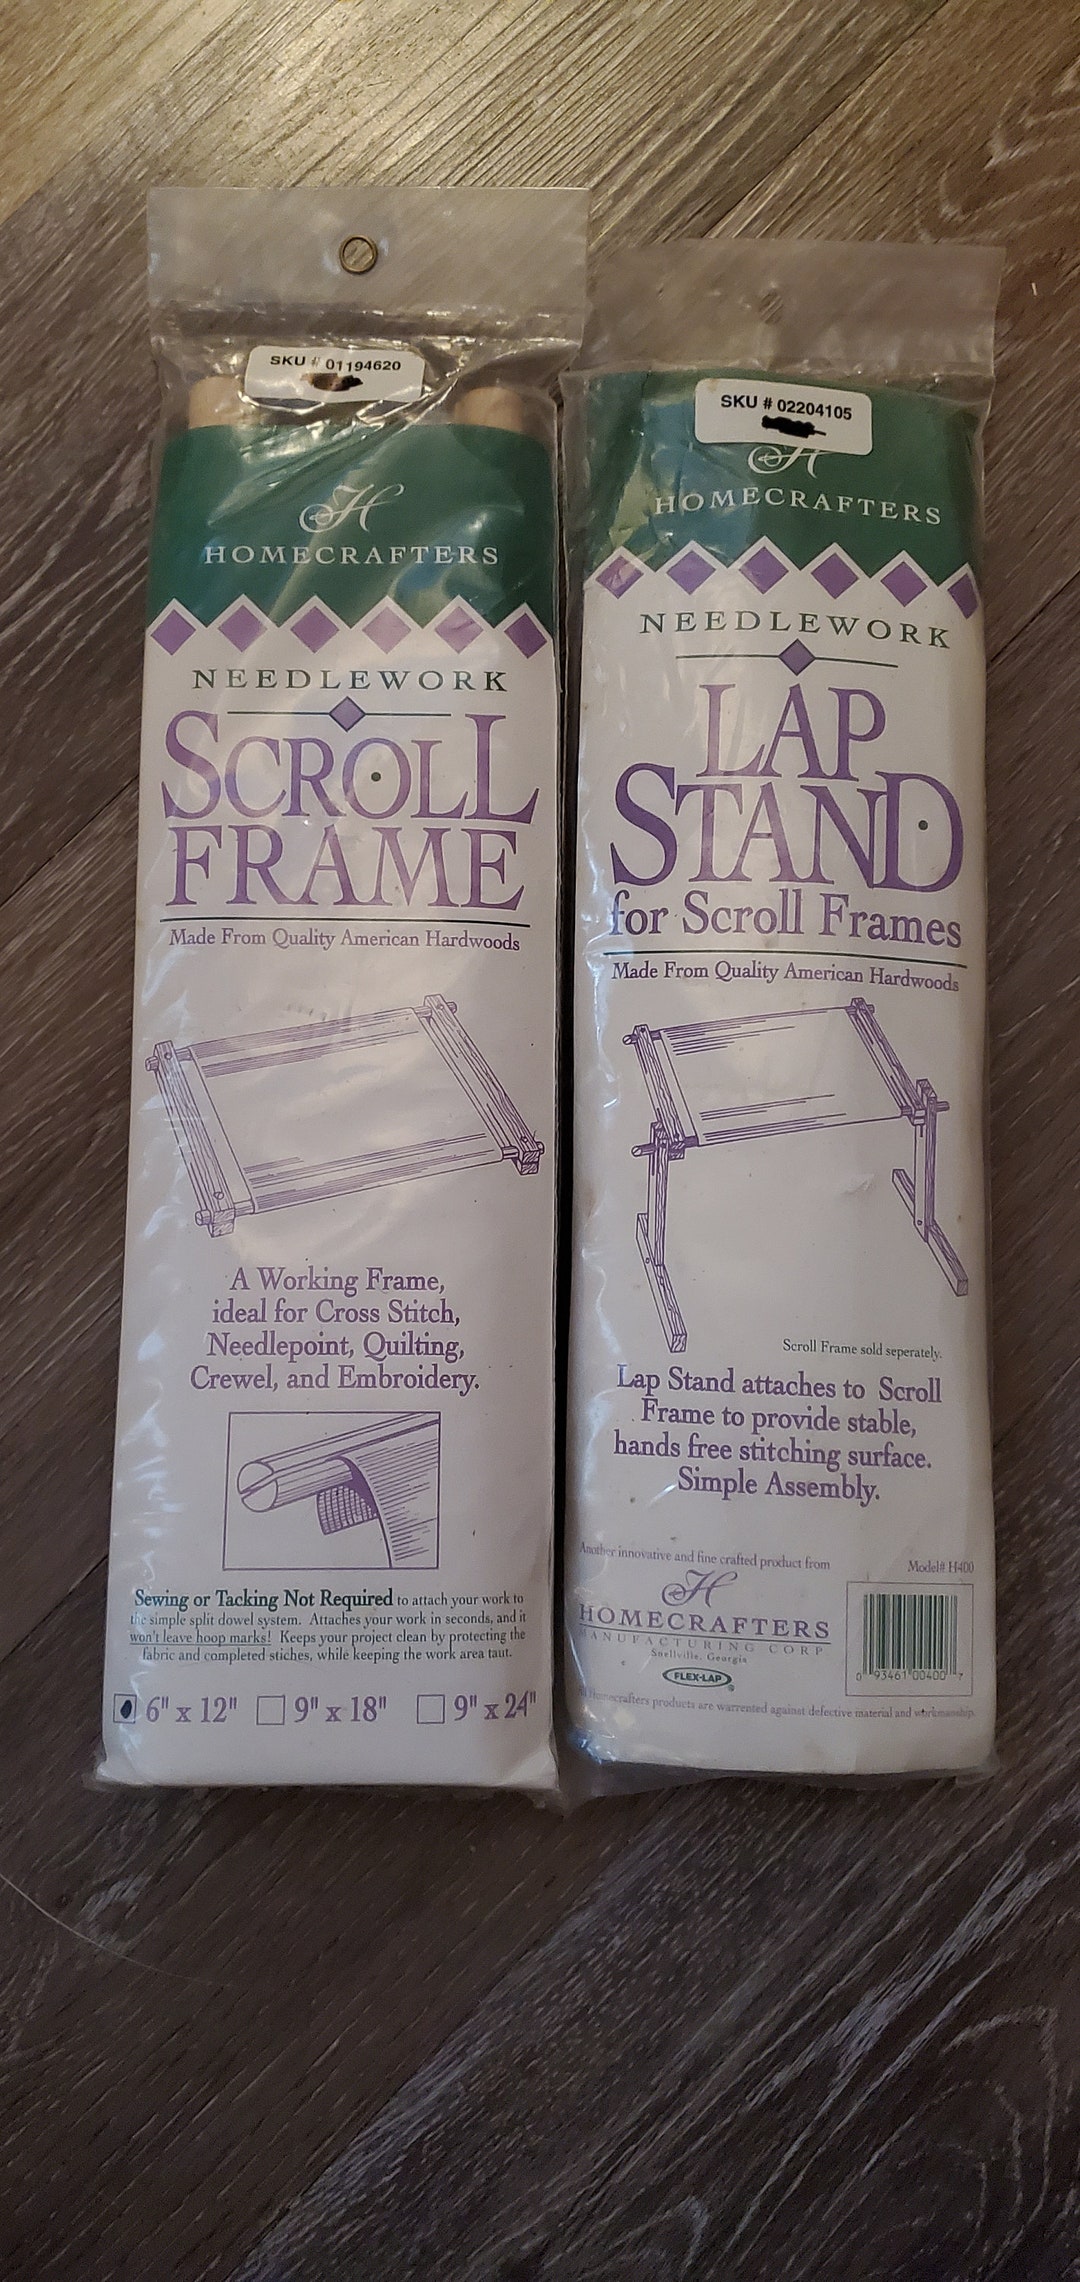 SKU # 01194620
H
HOMECRAFTERS
NEEDLEWORK
SCROLL
FRAME
Made From Quality American Hardwoods
A Working Frame,
ideal for Cross Stitch,
Needlepoint, Quilting,
Crewel, and Embroidery.
Sewing or Tacking Not Required to attach your work to
the simple split dowel system. Attaches your work in seconds, and it
won't leave hoop marks! Keeps your project clean by protecting the
fabric and completed stiches, while keeping the work area taut.
6" x 12" 9" x 18" 9" x 24"
SKU # 02204105
H
HOMECRAFTERS
NEEDLEWORK
LAP
STAND
for Scroll Frames
Made From Quality American Hardwoods
Scroll Frame sold seperately.
Lap Stand attaches to Scroll
Frame to provide stable,
hands free stitching surface.
Simple Assembly.
Another innovative and fine crafted product from
Model# H400
H
HOMECRAFTERS
MANUFACTURING CORP
Snellville, Georgia
FLEX-LAP
0 93461 00400 7
All Homecrafters products are warrented against defective material and workmanship.